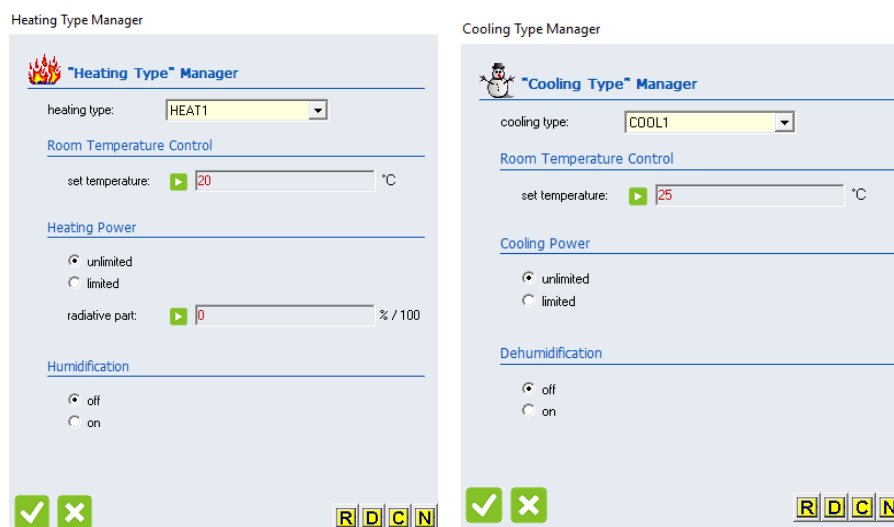 Heating Type Manager
"Heating Type" Manager
heating type: HEAT1
Room Temperature Control
set temperature: 20 °C
Heating Power
unlimited
limited
radiative part: 0 % / 100
Humidification
off
on
R D C N
Cooling Type Manager
"Cooling Type" Manager
cooling type: COOL1
Room Temperature Control
set temperature: 25 °C
Cooling Power
unlimited
limited
Dehumidification
off
on
R D C N